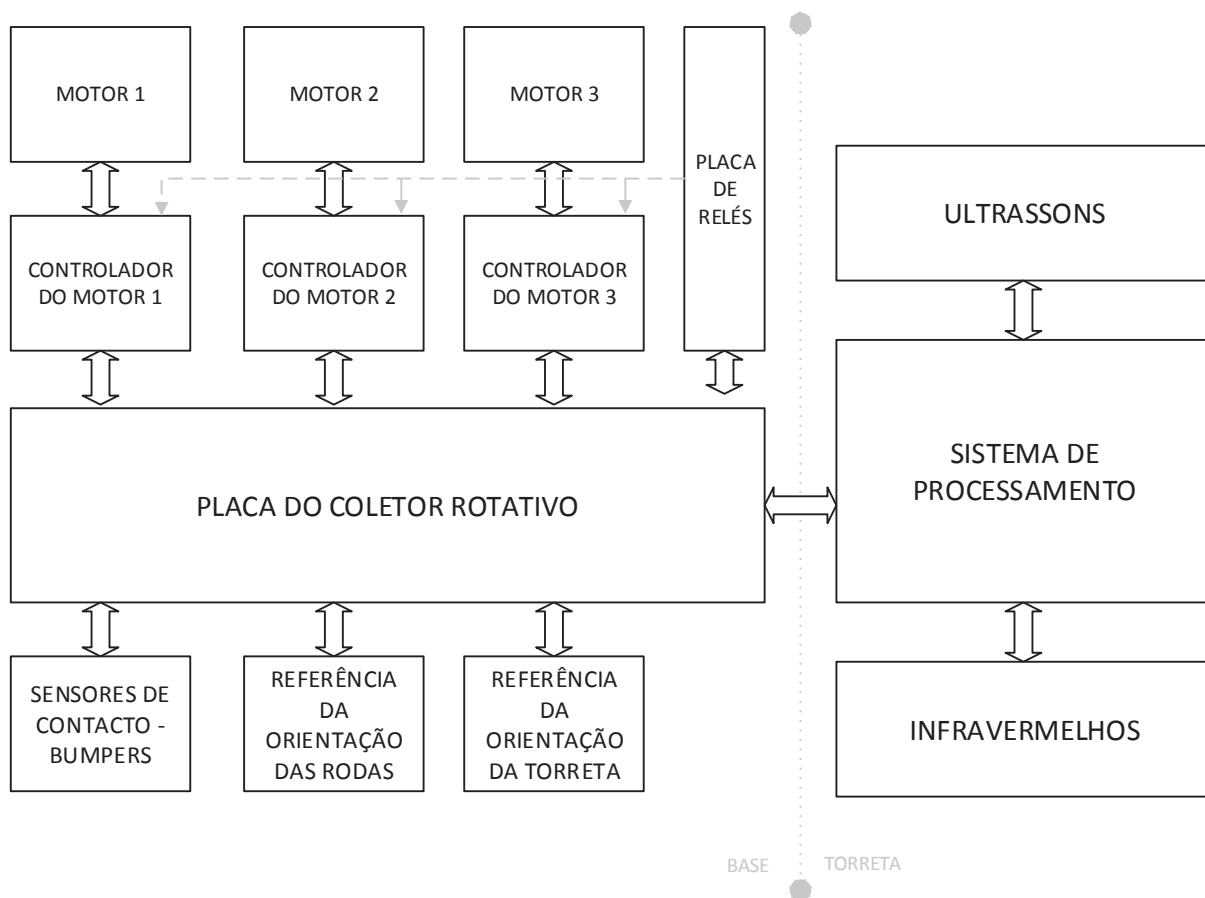 MOTOR 1
MOTOR 2
MOTOR 3
PLACA
DE
RELÉS
CONTROLADOR
DO MOTOR 1
CONTROLADOR
DO MOTOR 2
CONTROLADOR
DO MOTOR 3
ULTRASSONS
PLACA DO COLETOR ROTATIVO
SISTEMA DE
PROCESSAMENTO
SENSORES DE
CONTACTO -
BUMPERS
REFERÊNCIA
DA
ORIENTAÇÃO
DAS RODAS
REFERÊNCIA
DA
ORIENTAÇÃO
DA TORRETA
INFRAVERMELHOS
BASE
TORRETA